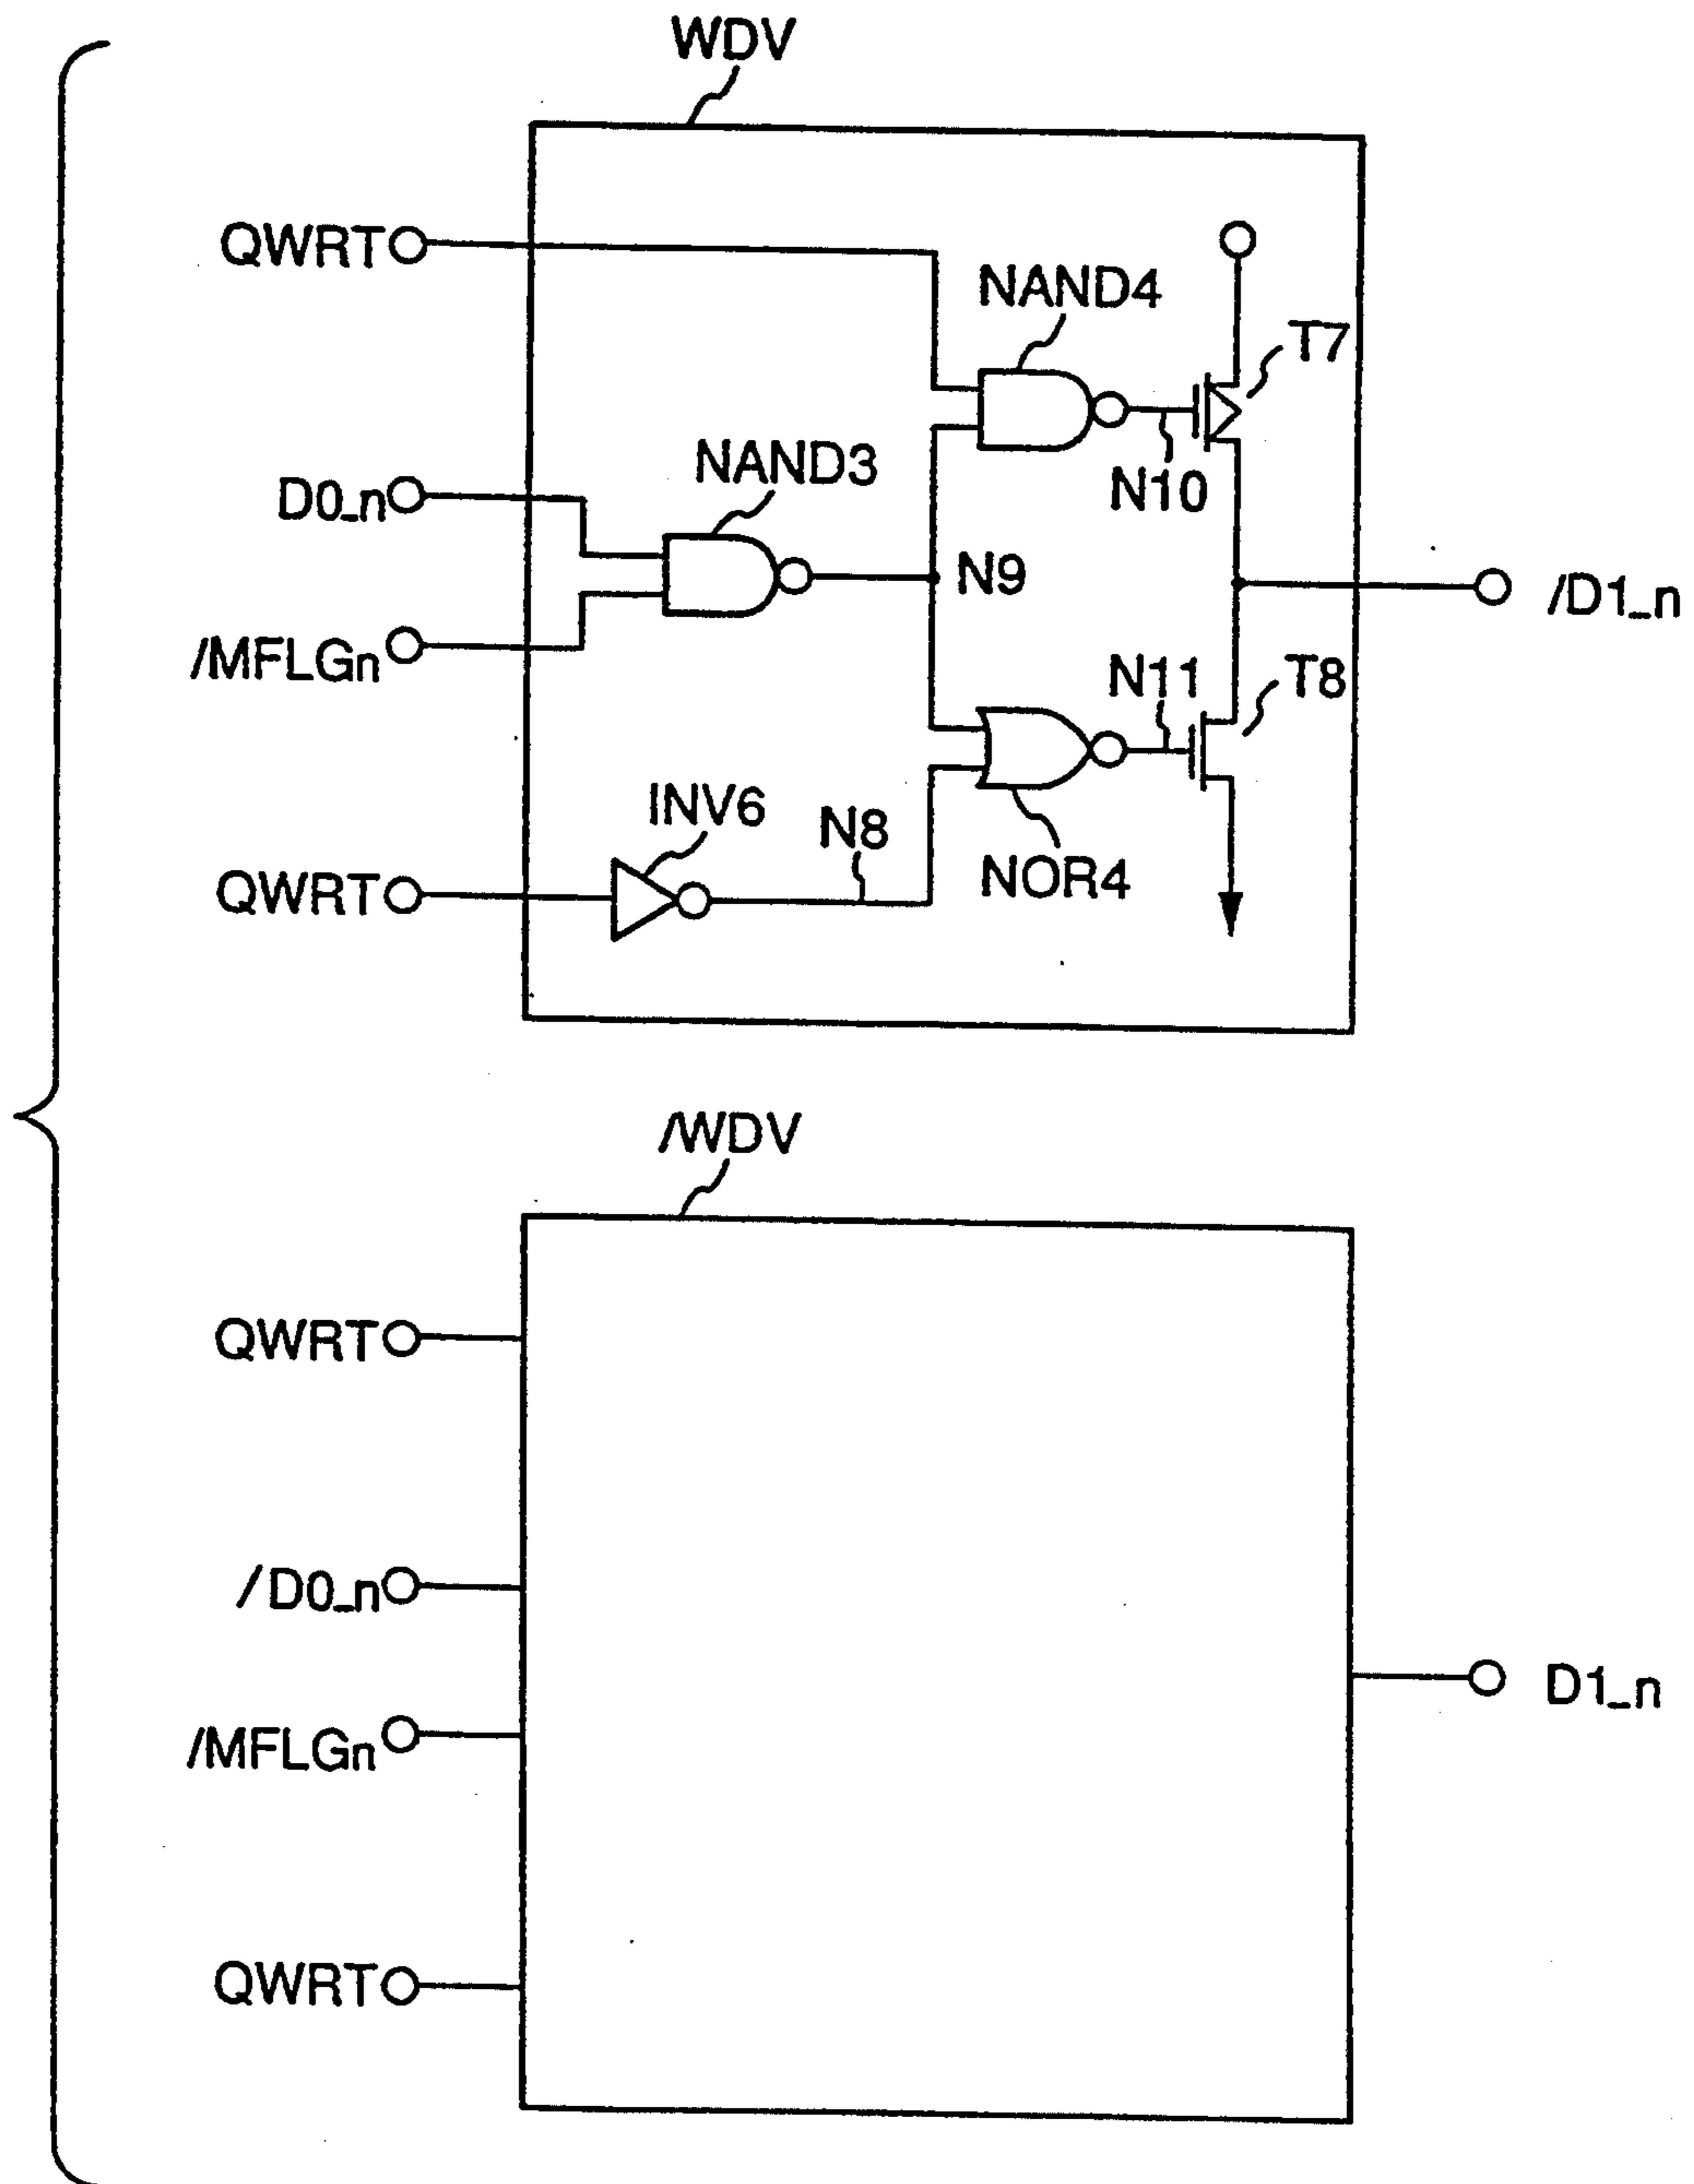 WDV
QWRT
NAND4
T7
NAND3
D0_n
N10
N9
/D1_n
/MFLGn
N11
T8
INV6
N8
NOR4
QWRT
/WDV
QWRT
/D0_n
D1_n
/MFLGn
QWRT